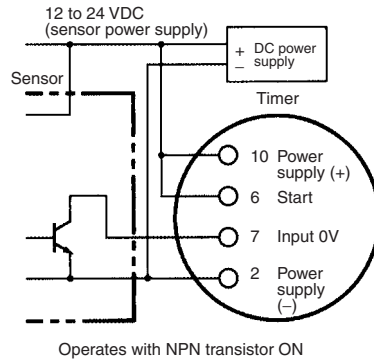 12 to 24 VDC
(sensor power supply)
+ DC power
− supply
Sensor
Timer
10 Power
supply (+)
6 Start
7 Input 0V
2 Power
supply
(−)
Operates with NPN transistor ON